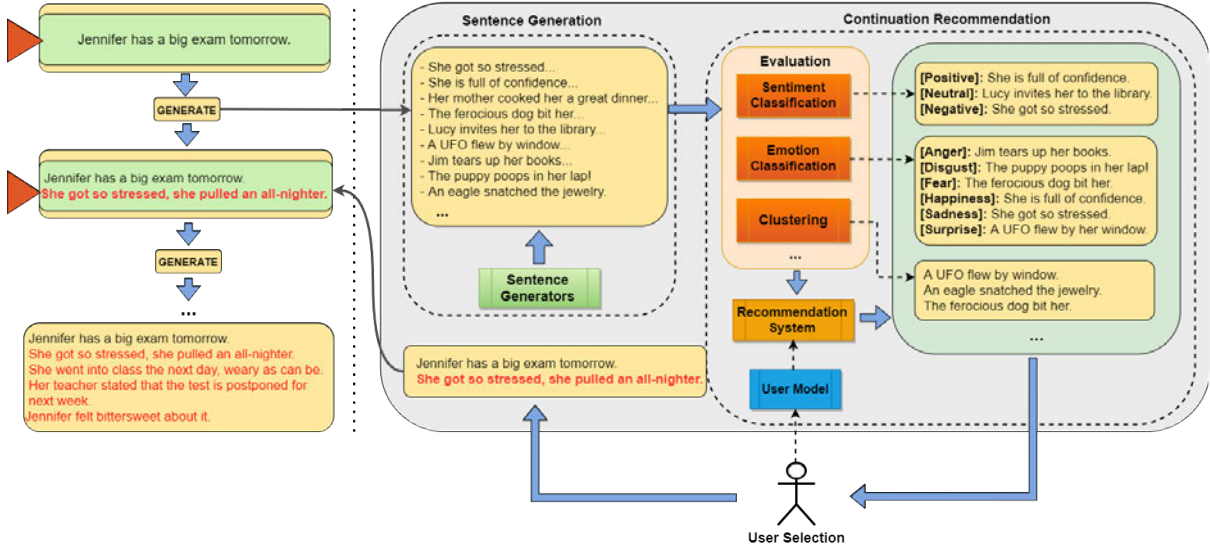 Jennifer has a big exam tomorrow.
GENERATE
Jennifer has a big exam tomorrow.
She got so stressed, she pulled an all-nighter.
GENERATE
...
Jennifer has a big exam tomorrow.
She got so stressed, she pulled an all-nighter.
She went into class the next day, weary as can be.
Her teacher stated that the test is postponed for
next week.
Jennifer felt bittersweet about it.
Sentence Generation
- She got so stressed...
- She is full of confidence...
- Her mother cooked her a great dinner...
- The ferocious dog bit her...
- Lucy invites her to the library...
- A UFO flew by window...
- Jim tears up her books...
- The puppy poops in her lap...
- An eagle snatched the jewelry.
...
Sentence
Generators
Jennifer has a big exam tomorrow.
She got so stressed, she pulled an all-nighter.
Continuation Recommendation
Evaluation
Sentiment
Classification
Emotion
Classification
Clustering
...
Recommendation
System
User Model
[Positive]: She is full of confidence.
[Neutral]: Lucy invites her to the library.
[Negative]: She got so stressed.
[Anger]: Jim tears up her books.
[Disgust]: The puppy poops in her lap!
[Fear]: The ferocious dog bit her.
[Happiness]: She is full of confidence.
[Sadness]: She got so stressed.
[Surprise]: A UFO flew by her window.
A UFO flew by window.
An eagle snatched the jewelry.
The ferocious dog bit her.
...
User Selection